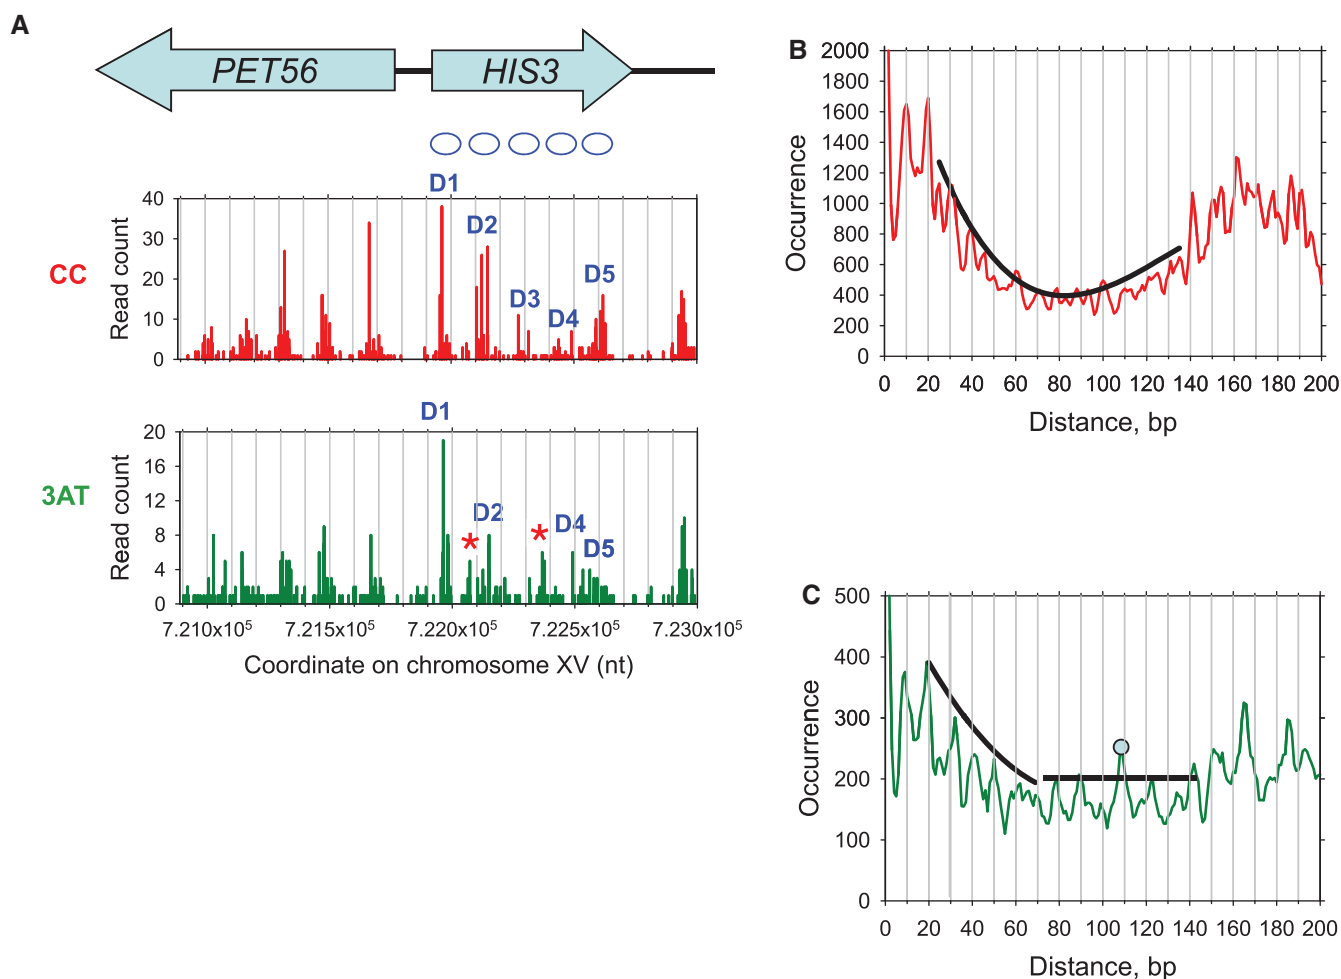 A
PET56
HIS3
D1
D2
D3
D4
D5
CC
Read count
40
30
20
10
0
D1
D2
D4
D5
*
*
3AT
Read count
20
16
12
8
4
0
7.210x10⁵
7.215x10⁵
7.220x10⁵
7.225x10⁵
7.230x10⁵
Coordinate on chromosome XV (nt)
B
Occurrence
2000
1800
1600
1400
1200
1000
800
600
400
200
0
0 20 40 60 80 100 120 140 160 180 200
Distance, bp
C
Occurrence
500
400
300
200
100
0
0 20 40 60 80 100 120 140 160 180 200
Distance, bp